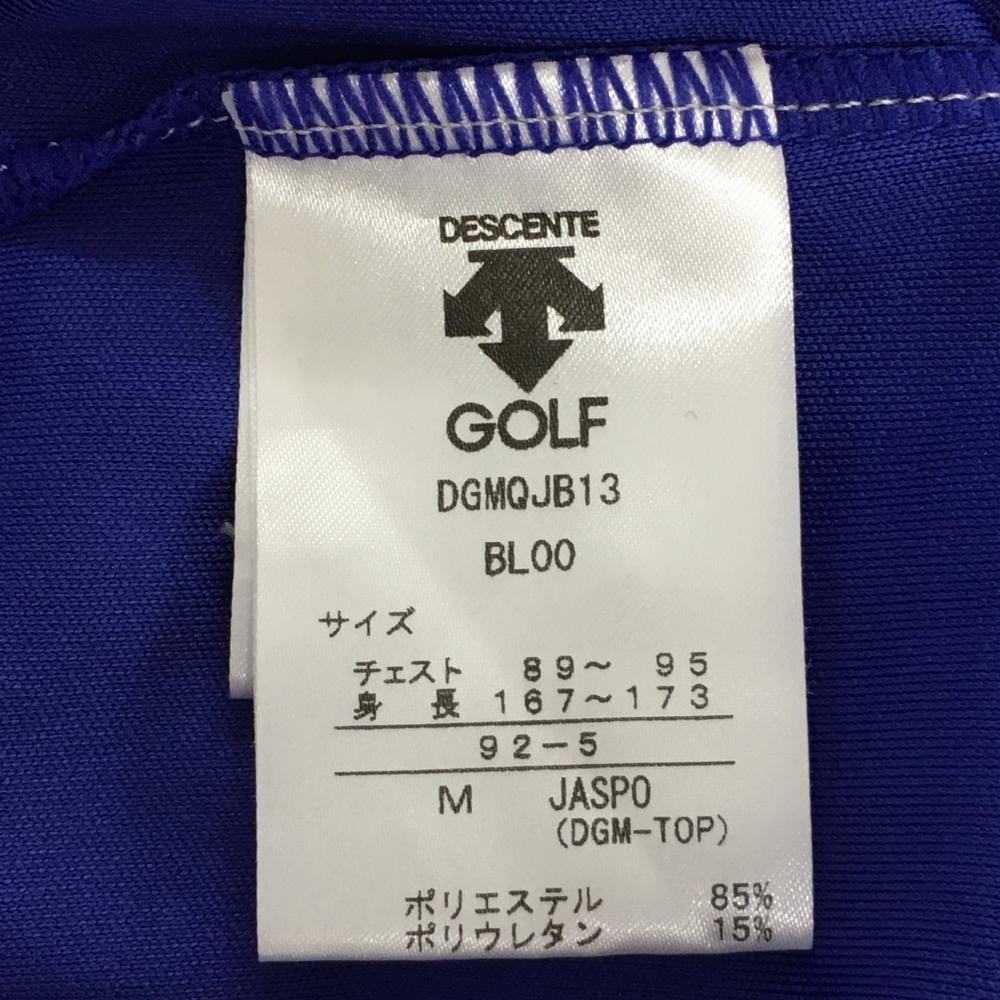 DESCENTE
GOLF
DGMQJB13
BL00
サイズ
チェスト 89～ 95
身 長 167～173
92-5
M JASPO
(DGM-TOP)
ポリエステル 85%
ポリウレタン 15%